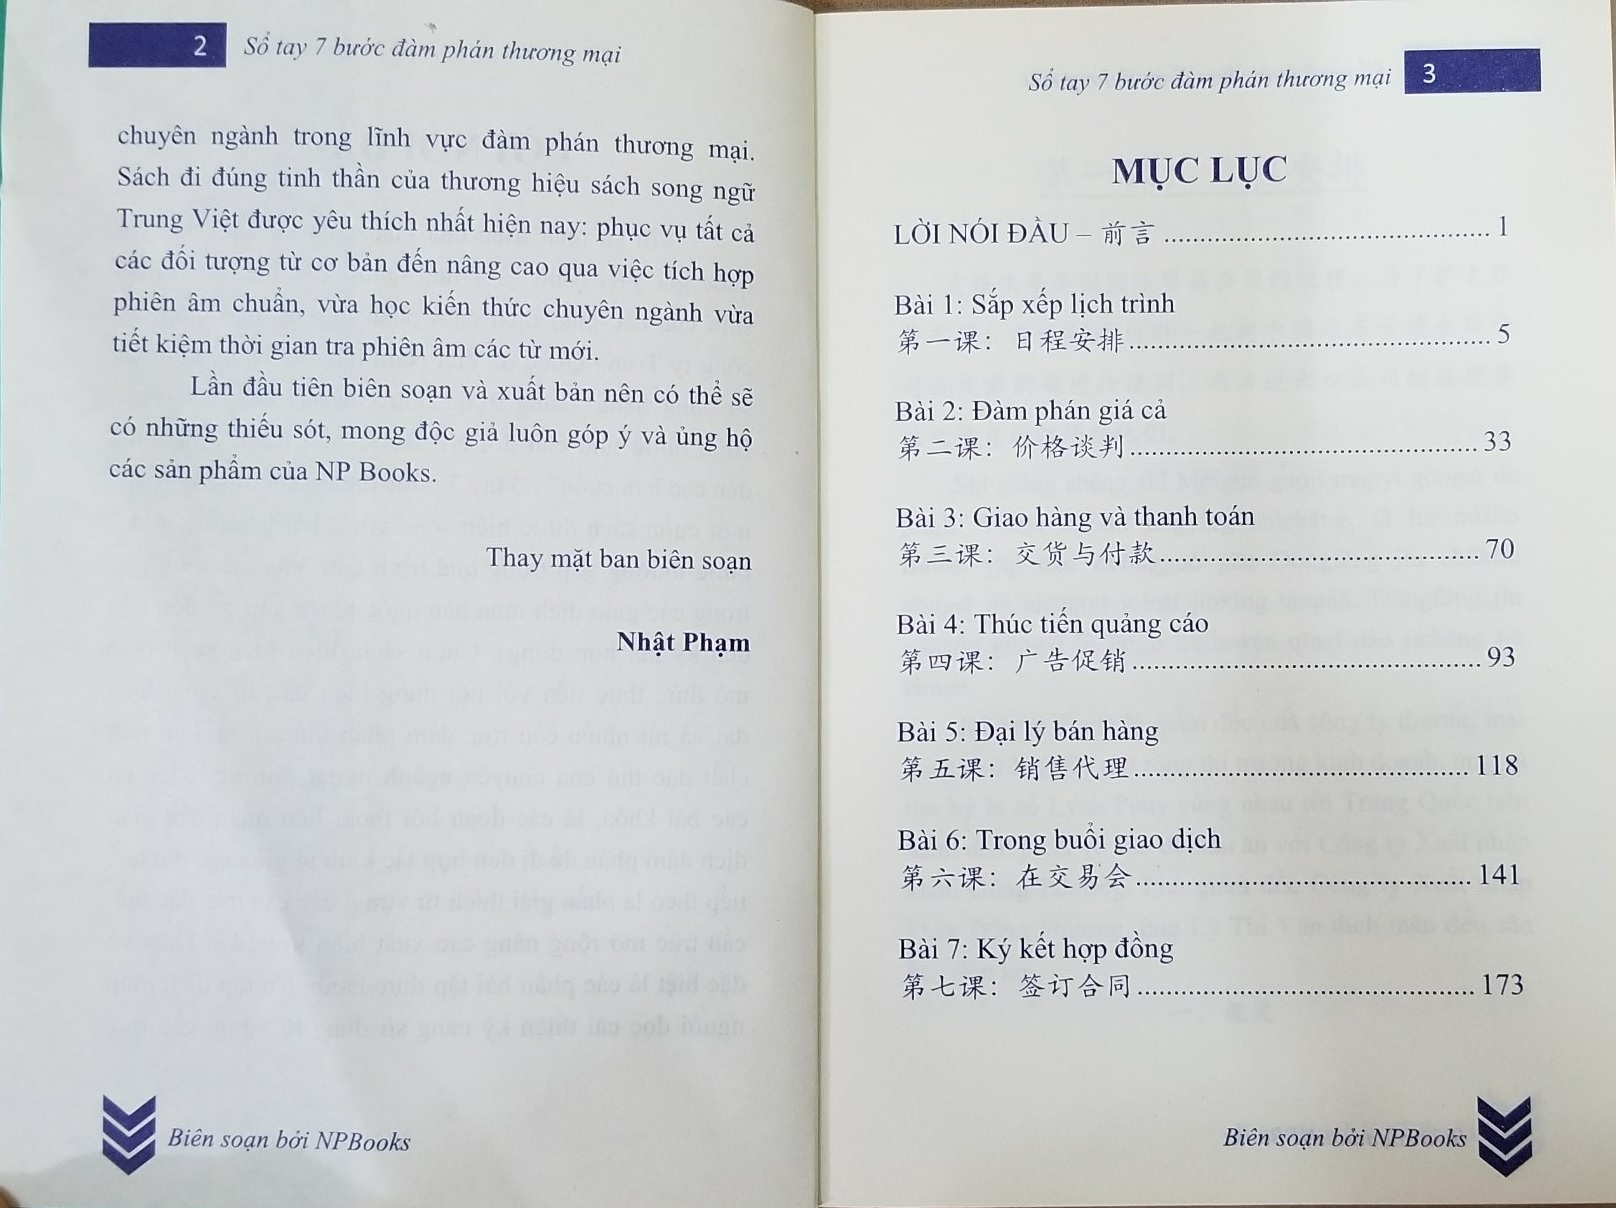 2 Sổ tay 7 bước đàm phán thương mại
chuyên ngành trong lĩnh vực đàm phán thương mại.
Sách đi đúng tinh thần của thương hiệu sách song ngữ
Trung Việt được yêu thích nhất hiện nay: phục vụ tất cả
các đối tượng từ cơ bản đến nâng cao qua việc tích hợp
phiên âm chuẩn, vừa học kiến thức chuyên ngành vừa
tiết kiệm thời gian tra phiên âm các từ mới.
Lần đầu tiên biên soạn và xuất bản nên có thể sẽ
có những thiếu sót, mong độc giả luôn góp ý và ủng hộ
các sản phẩm của NP Books.
Thay mặt ban biên soạn
Nhật Phạm
Biên soạn bởi NPBooks
Sổ tay 7 bước đàm phán thương mại 3
MỤC LỤC
LỜI NÓI ĐẦU – 前言 ............................................ 1
Bài 1: Sắp xếp lịch trình
第一课：日程安排................................................. 5
Bài 2: Đàm phán giá cả
第二课：价格谈判............................................... 33
Bài 3: Giao hàng và thanh toán
第三课：交货与付款........................................... 70
Bài 4: Thúc tiến quảng cáo
第四课：广告促销............................................... 93
Bài 5: Đại lý bán hàng
第五课：销售代理............................................. 118
Bài 6: Trong buổi giao dịch
第六课：在交易会............................................. 141
Bài 7: Ký kết hợp đồng
第七课：签订合同............................................. 173
Biên soạn bởi NPBooks